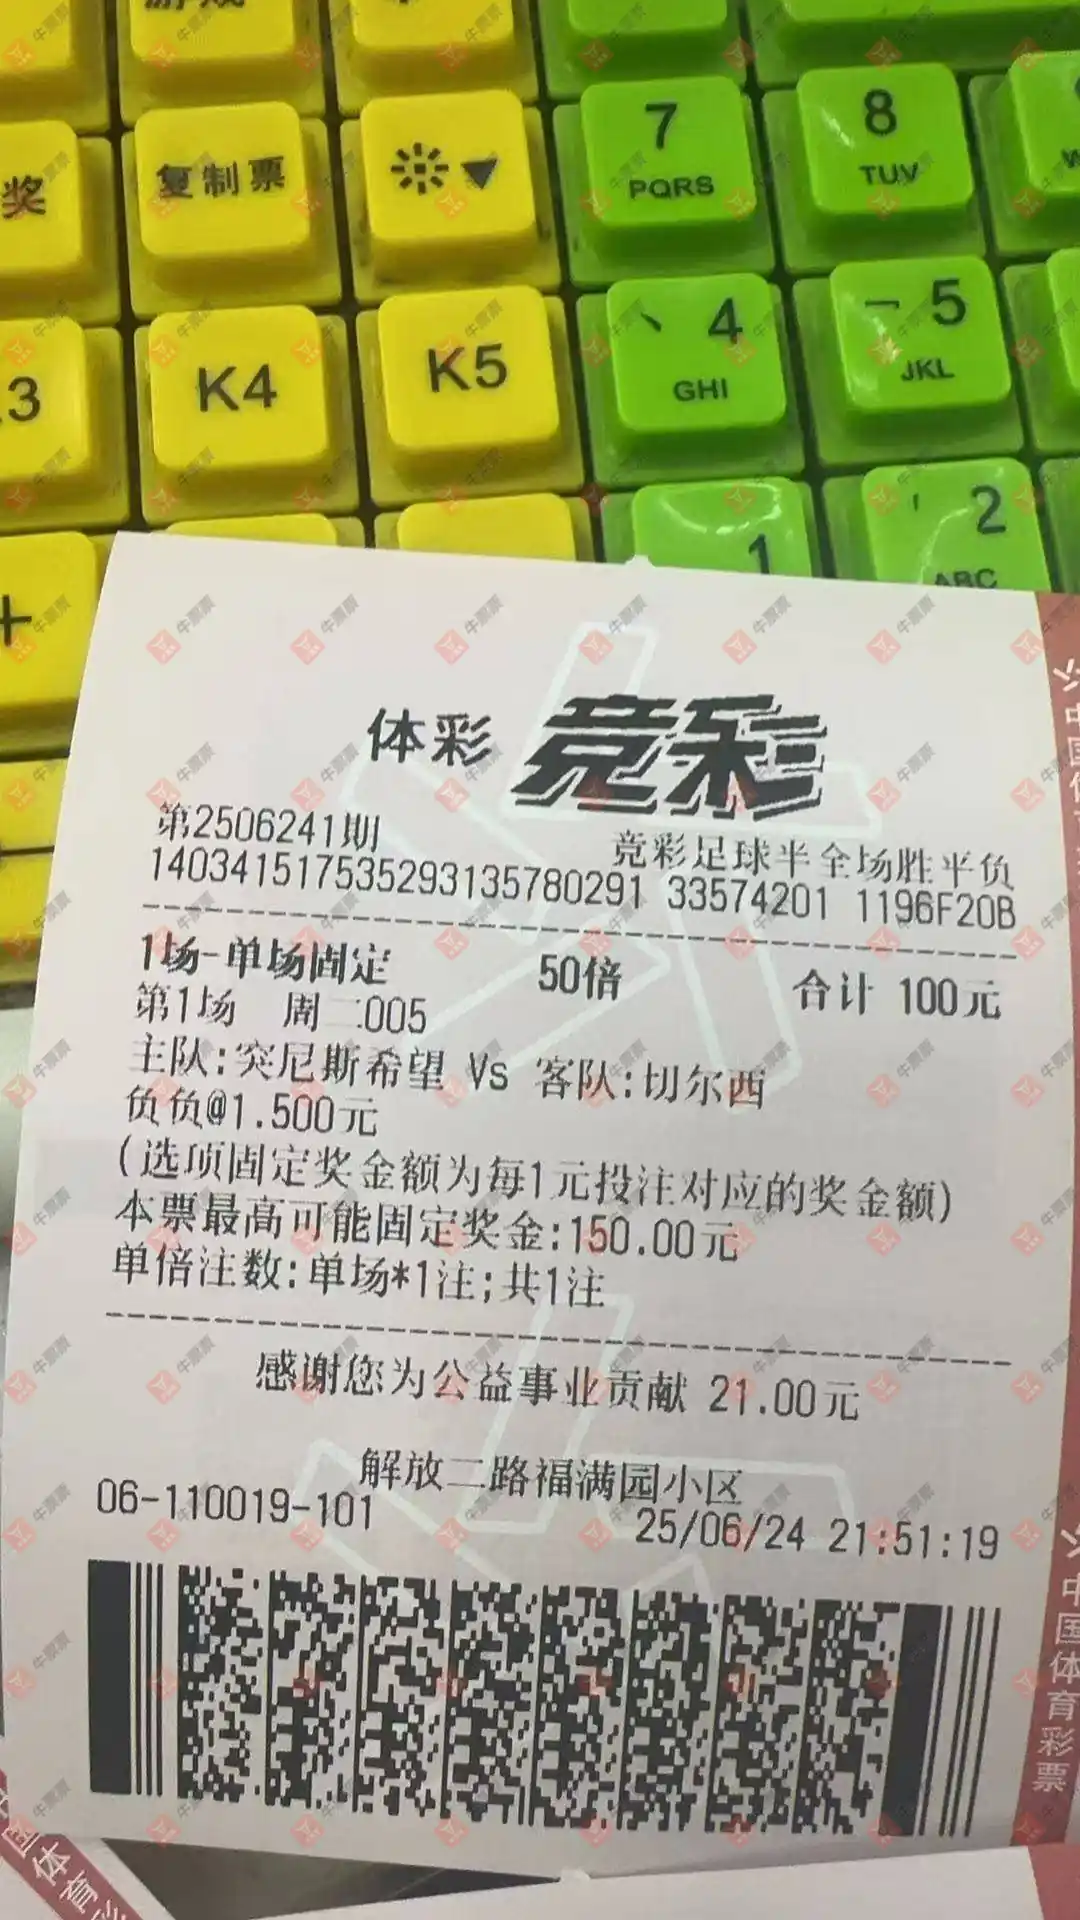 奖
复制票
7
PQRS
8
TUV
3
K4
K5
丶 4
GHI
一 5
JKL
+
1
2
ABC
体彩 竞彩
第2506241期
竞彩足球半全场胜平负
140341517535293135780291 33574201 1196F20B
1场-单场固定 50倍 合计 100元
第1场 周二005
主队:突尼斯希望 Vs 客队:切尔西
负负@1.500元
(选项固定奖金额为每1元投注对应的奖金额)
本票最高可能固定奖金:150.00元
单倍注数:单场*1注;共1注
感谢您为公益事业贡献 21.00元
解放二路福满园小区
06-110019-101
25/06/24 21:51:19
中国体育彩票
牛票票